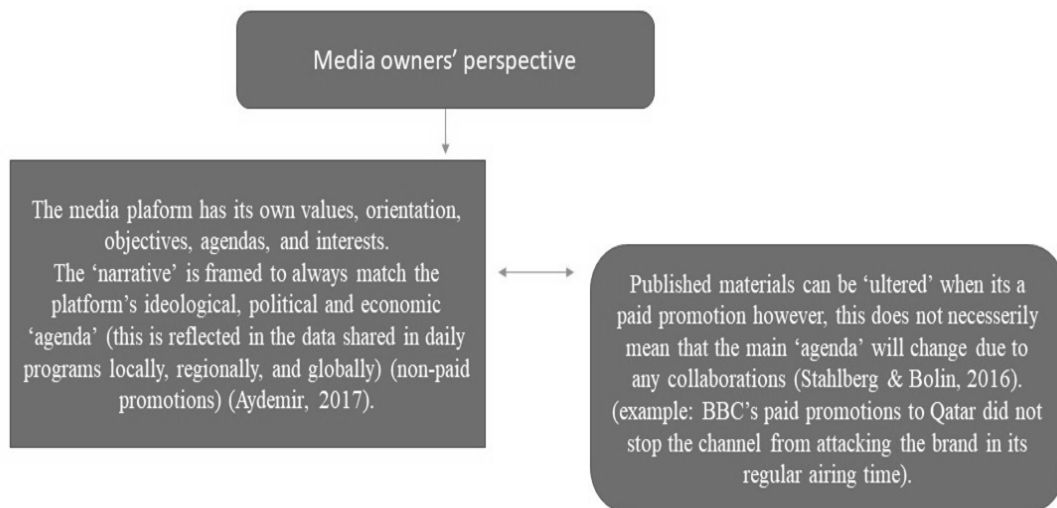 Media owners’ perspective
The media plaform has its own values, orientation,
objectives, agendas, and interests.
The ‘narrative’ is framed to always match the
platform’s ideological, political and economic
‘agenda’ (this is reflected in the data shared in daily
programs locally, regionally, and globally) (non-paid
promotions) (Aydemir, 2017).
Published materials can be ‘ultered’ when its a
paid promotion however, this does not necesserily
mean that the main ‘agenda’ will change due to
any collaborations (Stahlberg & Bolin, 2016).
(example: BBC’s paid promotions to Qatar did not
stop the channel from attacking the brand in its
regular airing time).